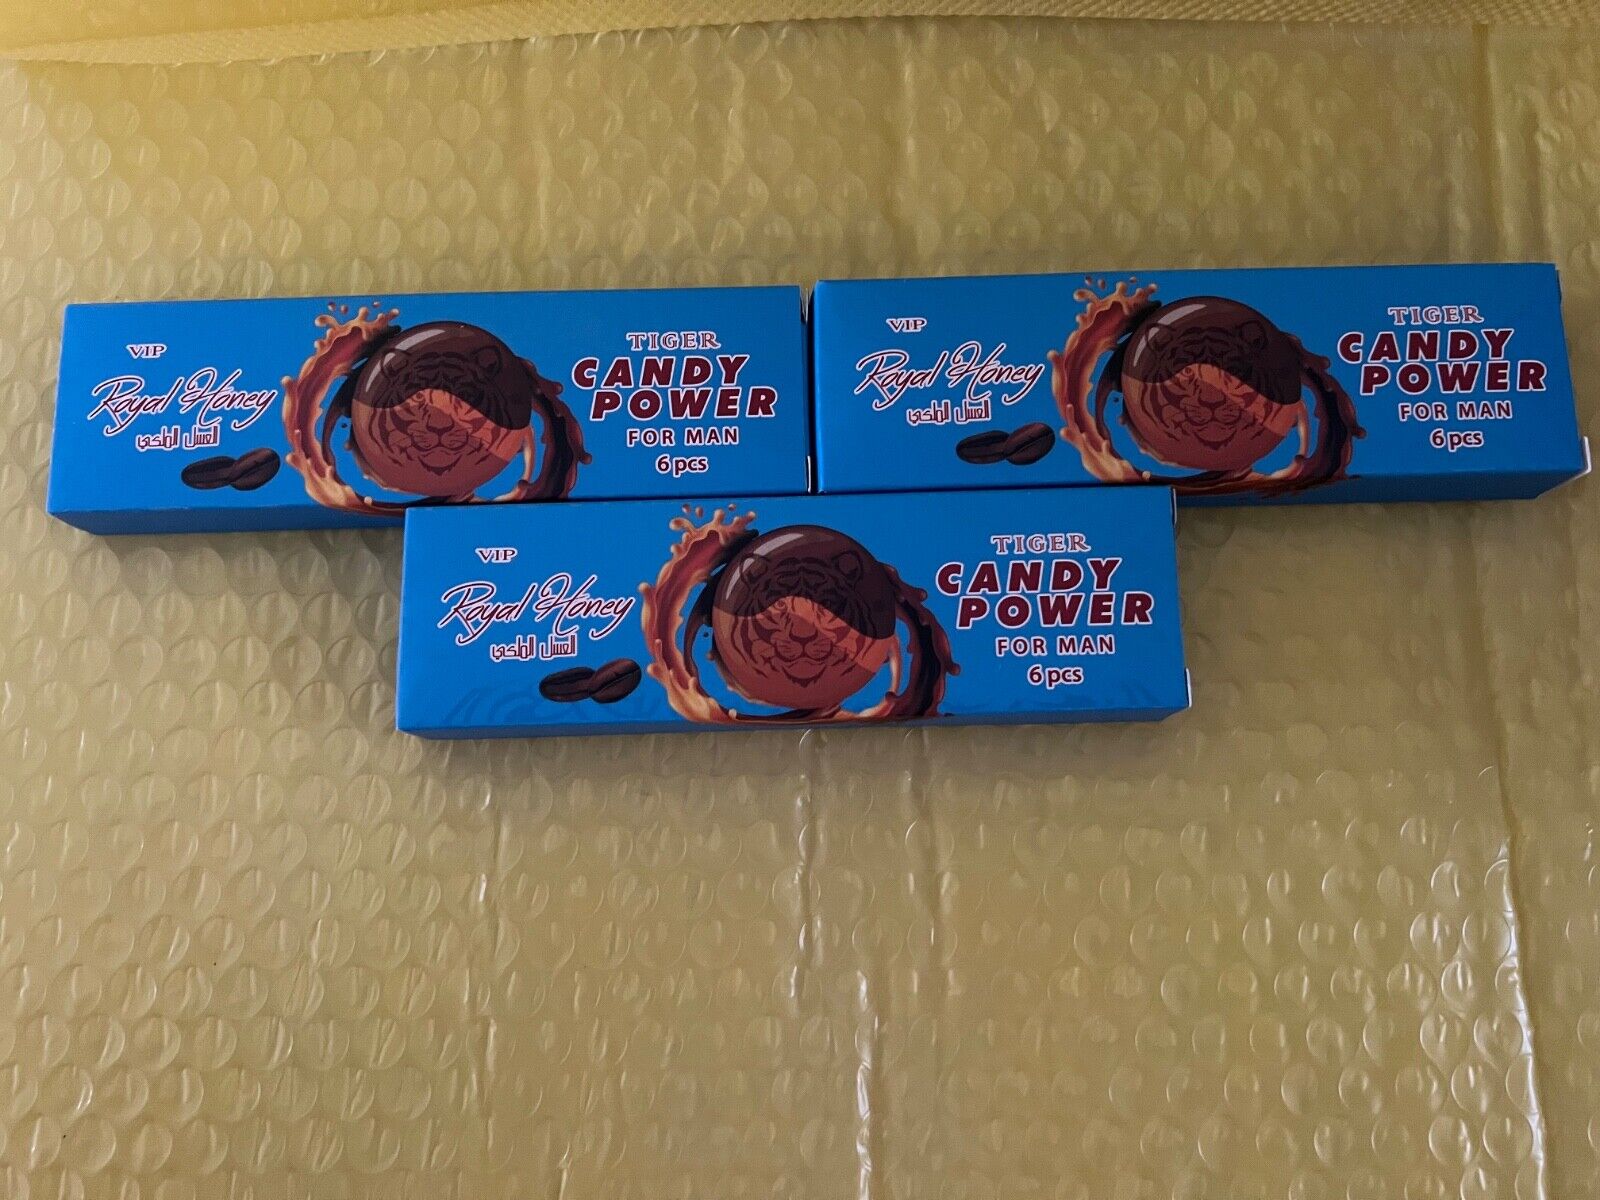 VIP
Royal Honey
العسل الملكي
TIGER
CANDY
POWER
FOR MAN
6 pcs
VIP
Royal Honey
العسل الملكي
TIGER
CANDY
POWER
FOR MAN
6 pcs
VIP
Royal Honey
العسل الملكي
TIGER
CANDY
POWER
FOR MAN
6 pcs